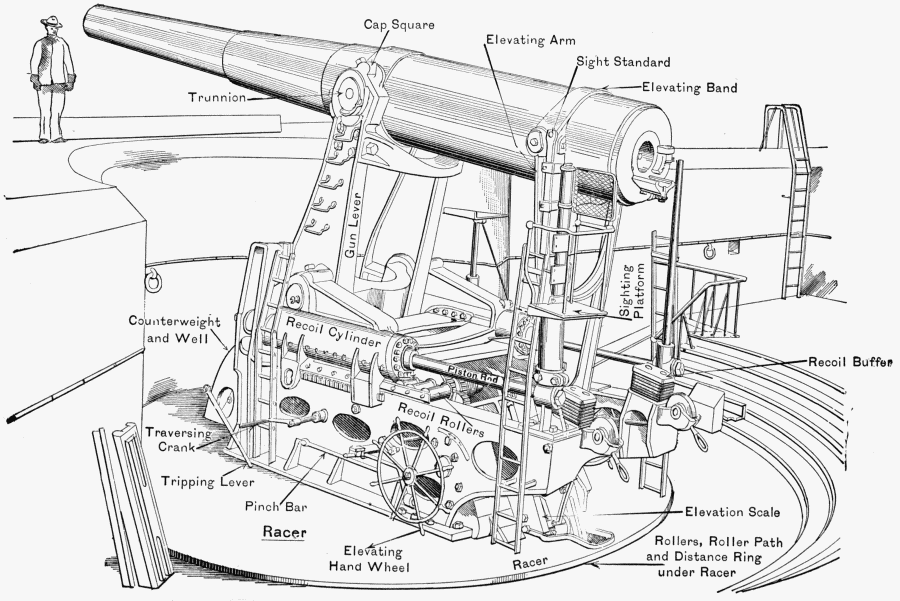 Cap Square
Elevating Arm
Sight Standard
Trunnion
Elevating Band
Gun Lever
Sighting
Platform
Counterweight
and Well
Recoil Cylinder
Piston Rod
Recoil Buffer
Recoil Rollers
Traversing
Crank
Tripping Lever
Pinch Bar
Racer
Elevation Scale
Elevating
Hand Wheel
Racer
Rollers, Roller Path
and Distance Ring
under Racer